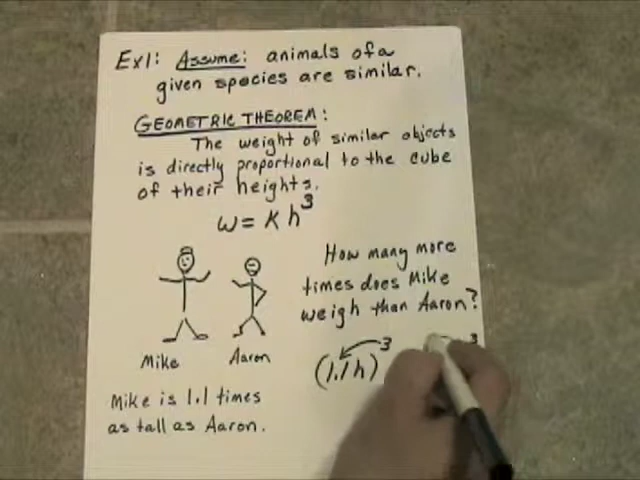 Ex1: Assume: animals of a
given species are similar.
GEOMETRIC THEOREM:
The weight of similar objects
is directly proportional to the cube
of their heights.
w = k h³
How many more
times does Mike
weigh than Aaron?
Mike
Aaron
(1.1h)³
3
Mike is 1.1 times
as tall as Aaron.